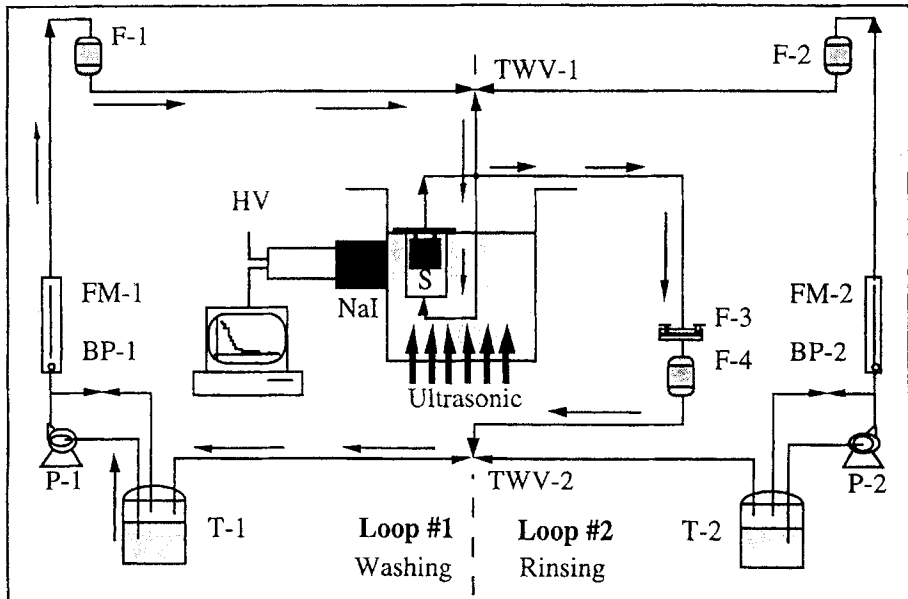 F-1
F-2
TWV-1
HV
S
NaI
FM-1
FM-2
F-3
BP-1
BP-2
F-4
Ultrasonic
P-1
P-2
TWV-2
T-1
T-2
Loop #1
Loop #2
Washing
Rinsing